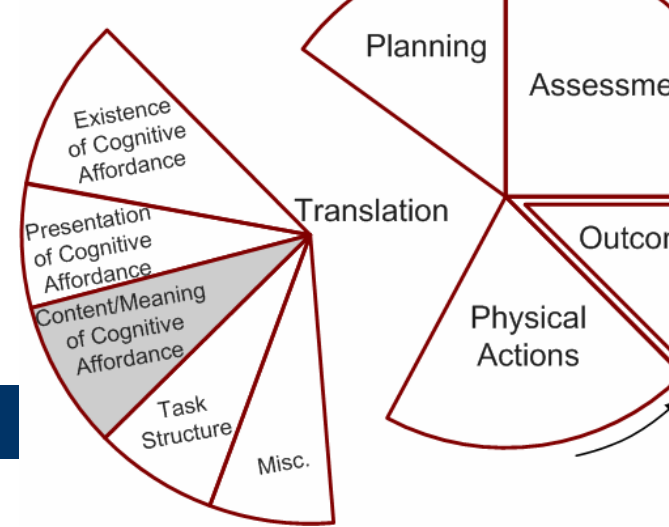 Planning
Assessme
Existence
of Cognitive
Affordance
Translation
Presentation
of Cognitive
Affordance
Outcor
Content/Meaning
of Cognitive
Affordance
Physical
Actions
Task
Structure
Misc.